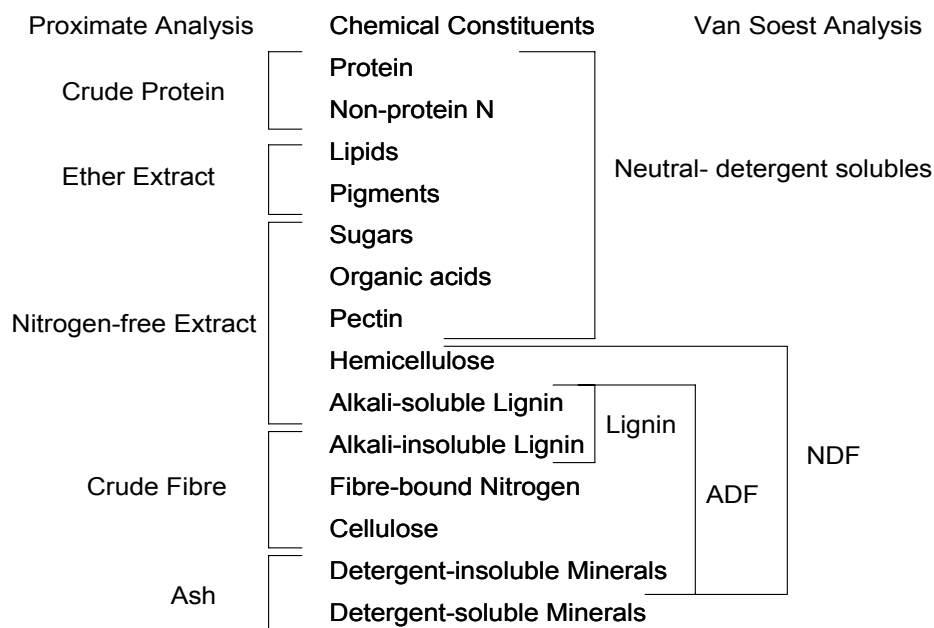 Proximate Analysis Chemical Constituents Van Soest Analysis
Protein
Crude Protein
Non-protein N
Lipids
Ether Extract
Neutral- detergent solubles
Pigments
Sugars
Organic acids
Nitrogen-free Extract
Pectin
Hemicellulose
Alkali-soluble Lignin
Lignin
Alkali-insoluble Lignin
NDF
Crude Fibre
Fibre-bound Nitrogen
ADF
Cellulose
Detergent-insoluble Minerals
Ash
Detergent-soluble Minerals